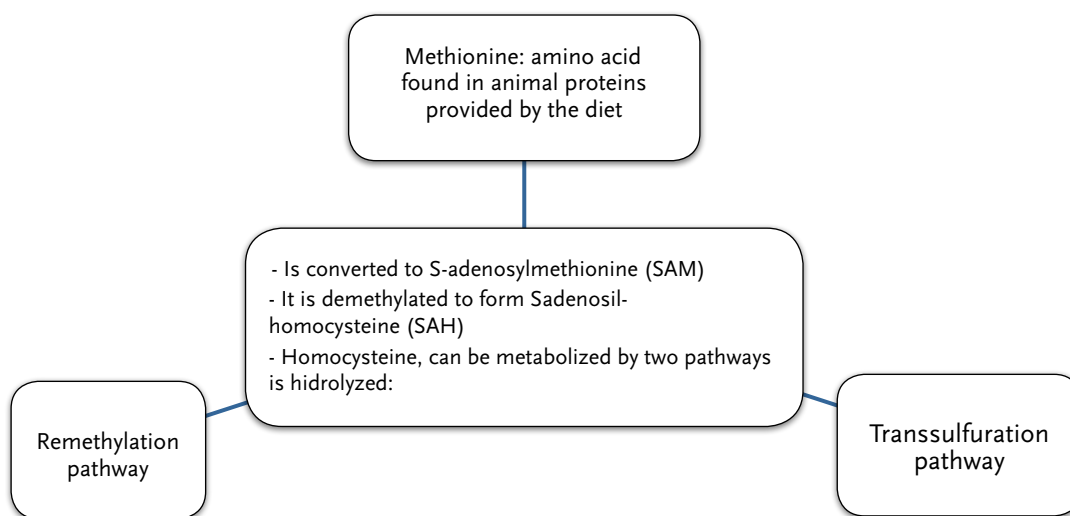 Methionine: amino acid
found in animal proteins
provided by the diet
- Is converted to S-adenosylmethionine (SAM)
- It is demethylated to form Sadenosil-
homocysteine (SAH)
- Homocysteine, can be metabolized by two pathways
is hidrolyzed:
Remethylation
pathway
Transsulfuration
pathway